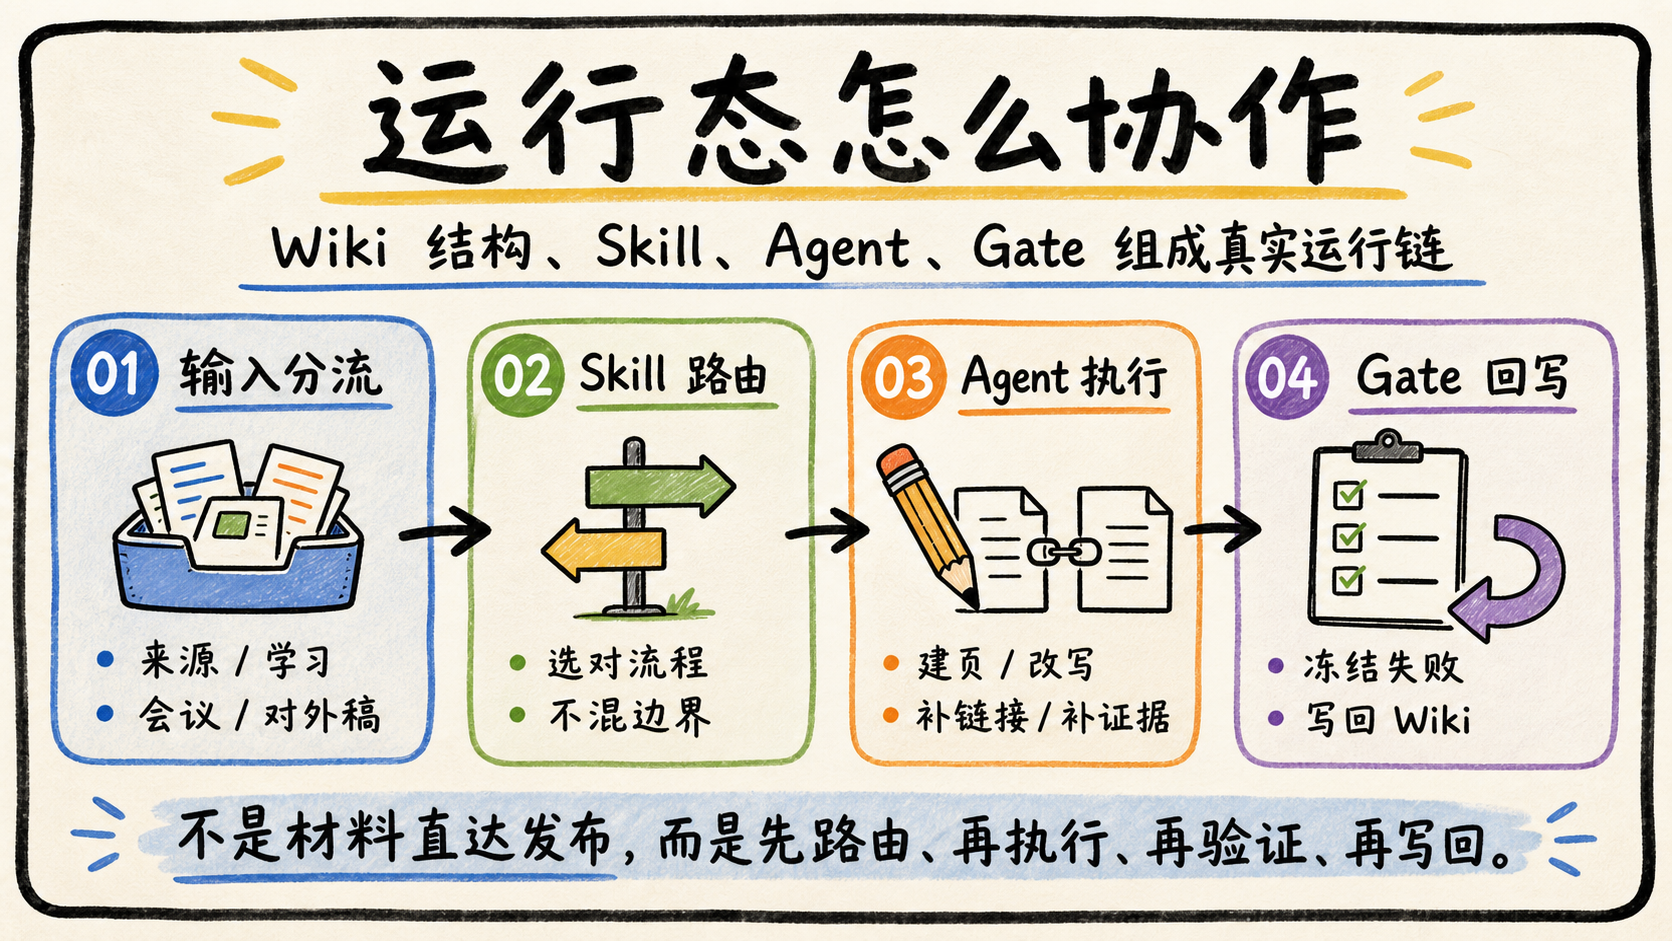 运行态怎么协作
Wiki 结构、Skill、Agent、Gate 组成真实运行链
01 输入分流
来源 / 学习
会议 / 对外稿
02 Skill 路由
选对流程
不混边界
03 Agent 执行
建页 / 改写
补链接 / 补证据
04 Gate 回写
冻结失败
写回 Wiki
不是材料直达发布，而是先路由、再执行、再验证、再写回。